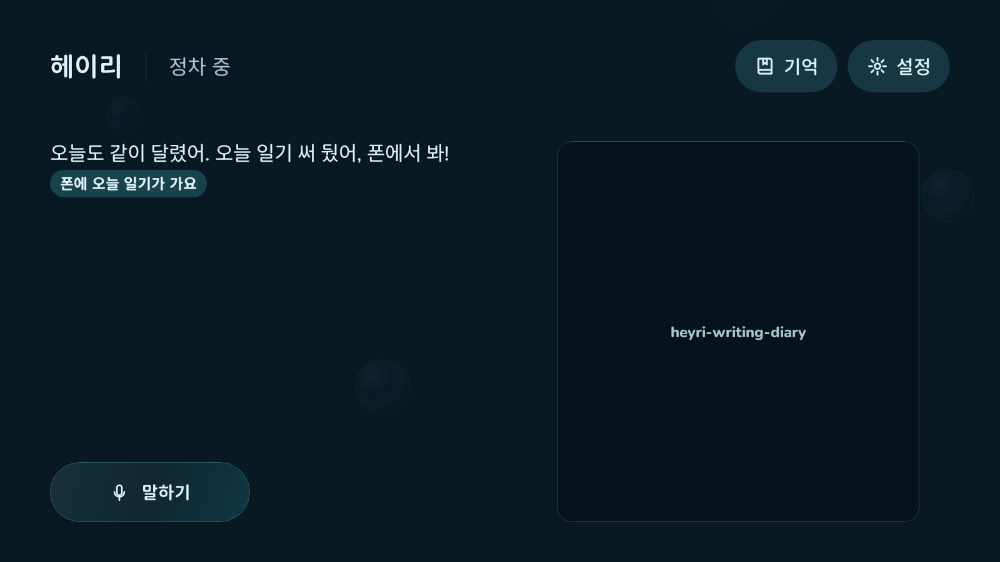 헤이리
정차 중
기억
설정
오늘도 같이 달렸어. 오늘 일기 써 뒀어, 폰에서 봐!
폰에 오늘 일기가 가요
heyri-writing-diary
말하기